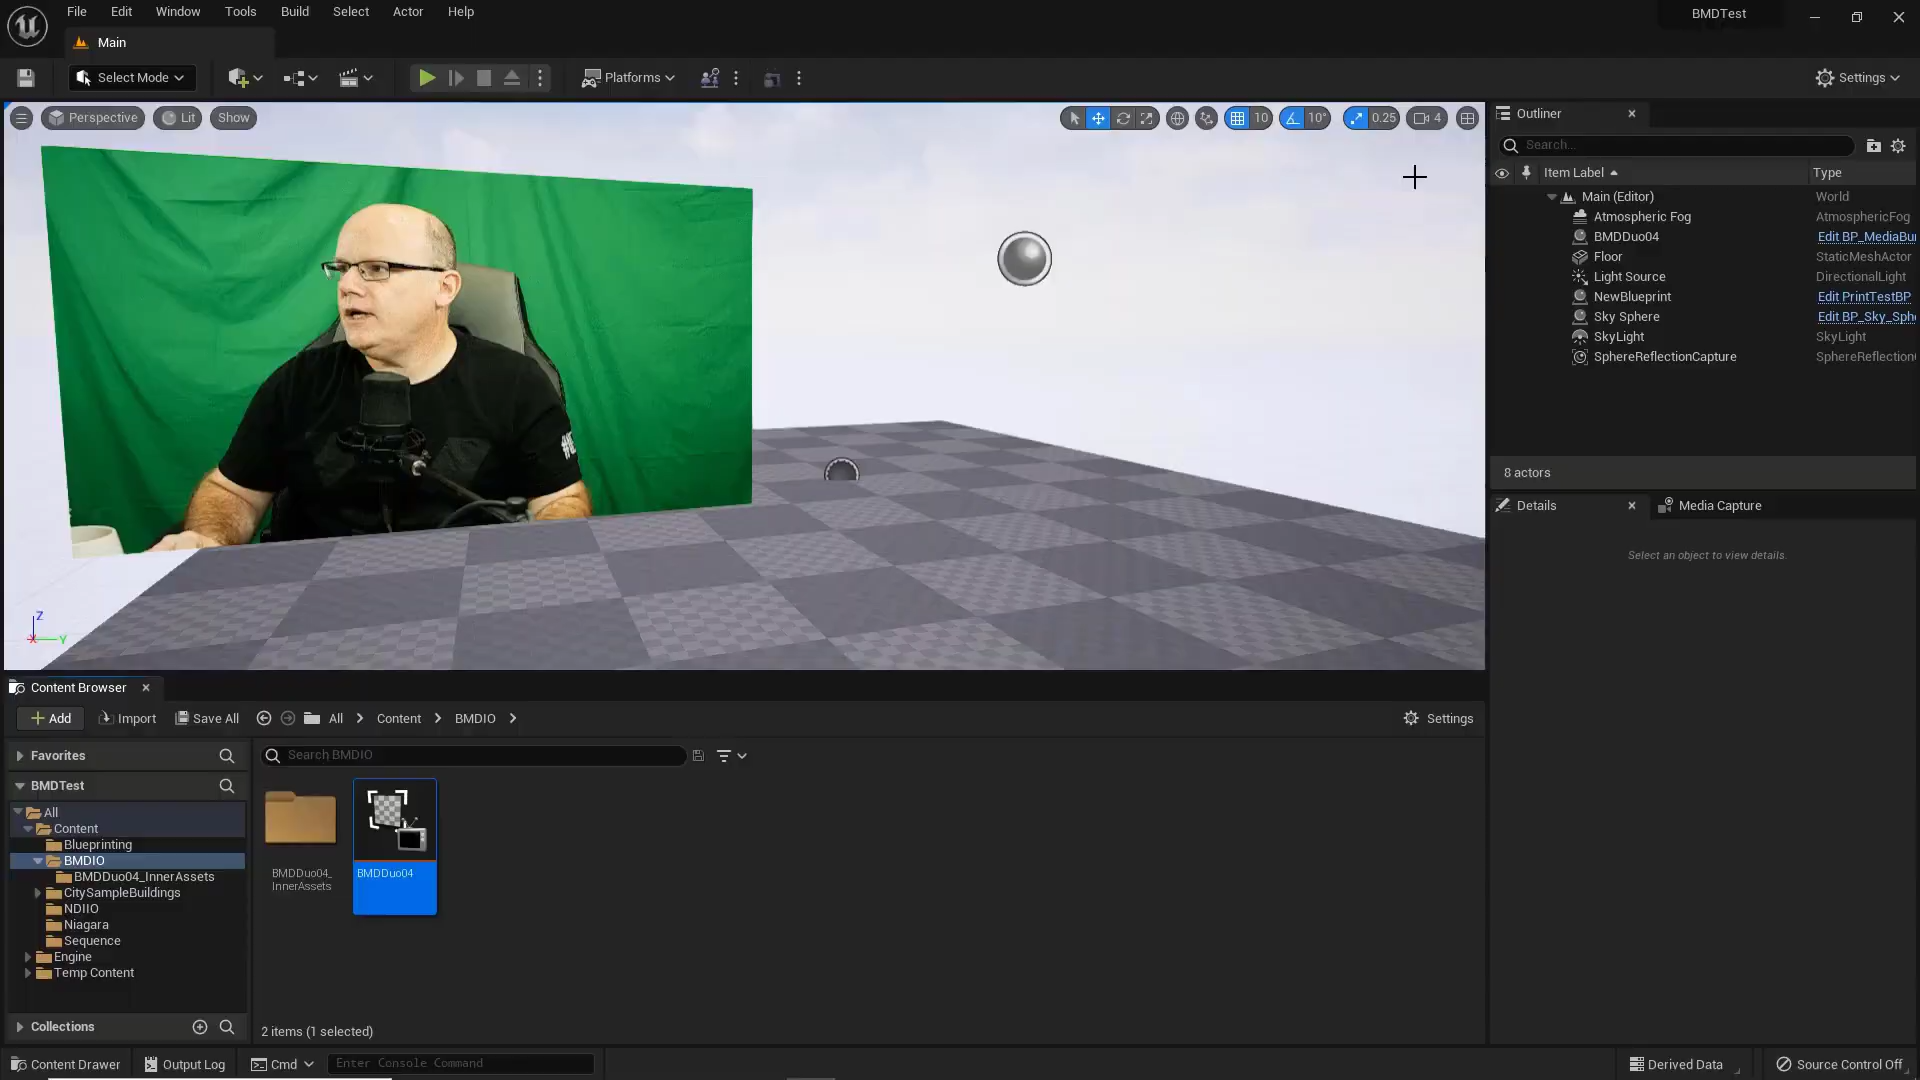 File Edit Window Tools Build Select Actor Help
BMDTest
Main
Select Mode
Platforms
Settings
Perspective
Lit
Show
10
10°
0.25
4
Outliner
Search...
Item Label
Type
Main (Editor)
World
Atmospheric Fog
AtmosphericFog
BMDDuo04
Edit BP_MediaBu
Floor
StaticMeshActor
Light Source
DirectionalLight
NewBlueprint
Edit PrintTestBP
Sky Sphere
Edit BP_Sky_Sph
SkyLight
SkyLight
SphereReflectionCapture
SphereReflection
8 actors
Details
Media Capture
Select an object to view details.
Z
X
Y
Content Browser
Add
Import
Save All
All
Content
BMDIO
Settings
Favorites
Search BMDIO
BMDTest
All
Content
Blueprinting
BMDIO
BMDDuo04_InnerAssets
CitySampleBuildings
NDIIO
Niagara
Sequence
Engine
Temp Content
BMDDuo04_
InnerAssets
BMDDuo04
Collections
2 items (1 selected)
Content Drawer
Output Log
Cmd
Enter Console Command
Derived Data
Source Control Off